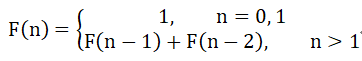 F(n) = { 1, n = 0, 1
F(n − 1) + F(n − 2), n > 1.